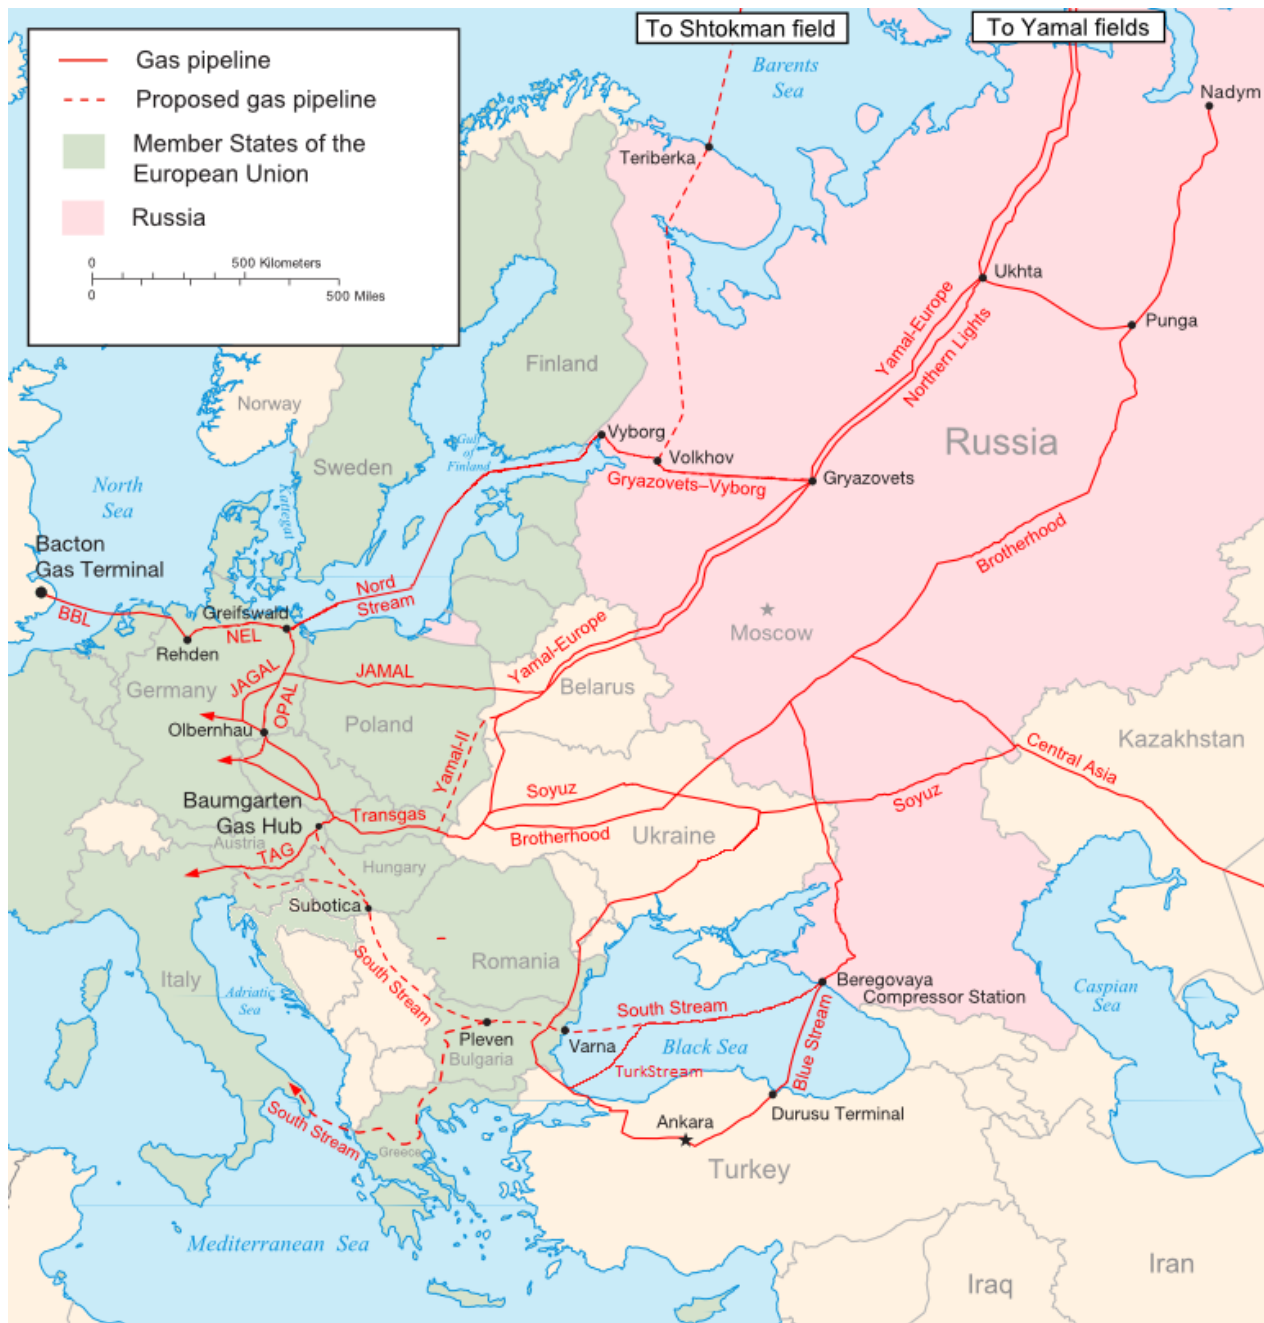 To Shtokman field
To Yamal fields
Gas pipeline
Proposed gas pipeline
Member States of the
European Union
Russia
0
500 Kilometers
0
500 Miles
Barents
Sea
Nadym
Teriberka
Ukhta
Punga
Yamal-Europe
Northern Lights
Finland
Norway
Sweden
Gulf
of
Finland
Vyborg
Volkhov
Gryazovets–Vyborg
Gryazovets
Russia
North
Sea
Kattegat
Bacton
Gas Terminal
BBL
Greifswald
NEL
Rehden
Nord
Stream
Brotherhood
Moscow
Yamal-Europe
Belarus
JAMAL
JAGAL
OPAL
Germany
Olbernhau
Poland
Yamal-II
Kazakhstan
Central Asia
Soyuz
Soyuz
Baumgarten
Gas Hub
Transgas
Brotherhood
Ukraine
Austria
TAG
Hungary
Subotica
South Stream
Romania
Italy
Adriatic
Sea
Beregovaya
Compressor Station
Caspian
Sea
South Stream
Pleven
Bulgaria
Varna
Black Sea
TurkStream
Blue Stream
Durusu Terminal
Ankara
Turkey
South Stream
Greece
Mediterranean Sea
Iraq
Iran